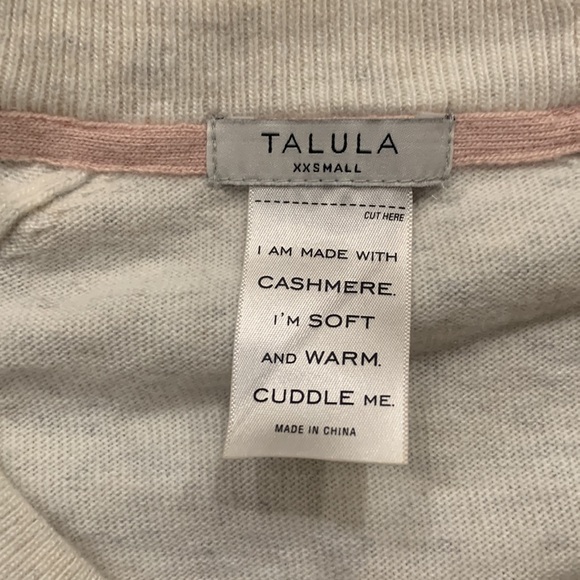 TALULA
XXSMALL
CUT HERE
I AM MADE WITH
CASHMERE.
I'M SOFT
AND WARM.
CUDDLE ME.
MADE IN CHINA